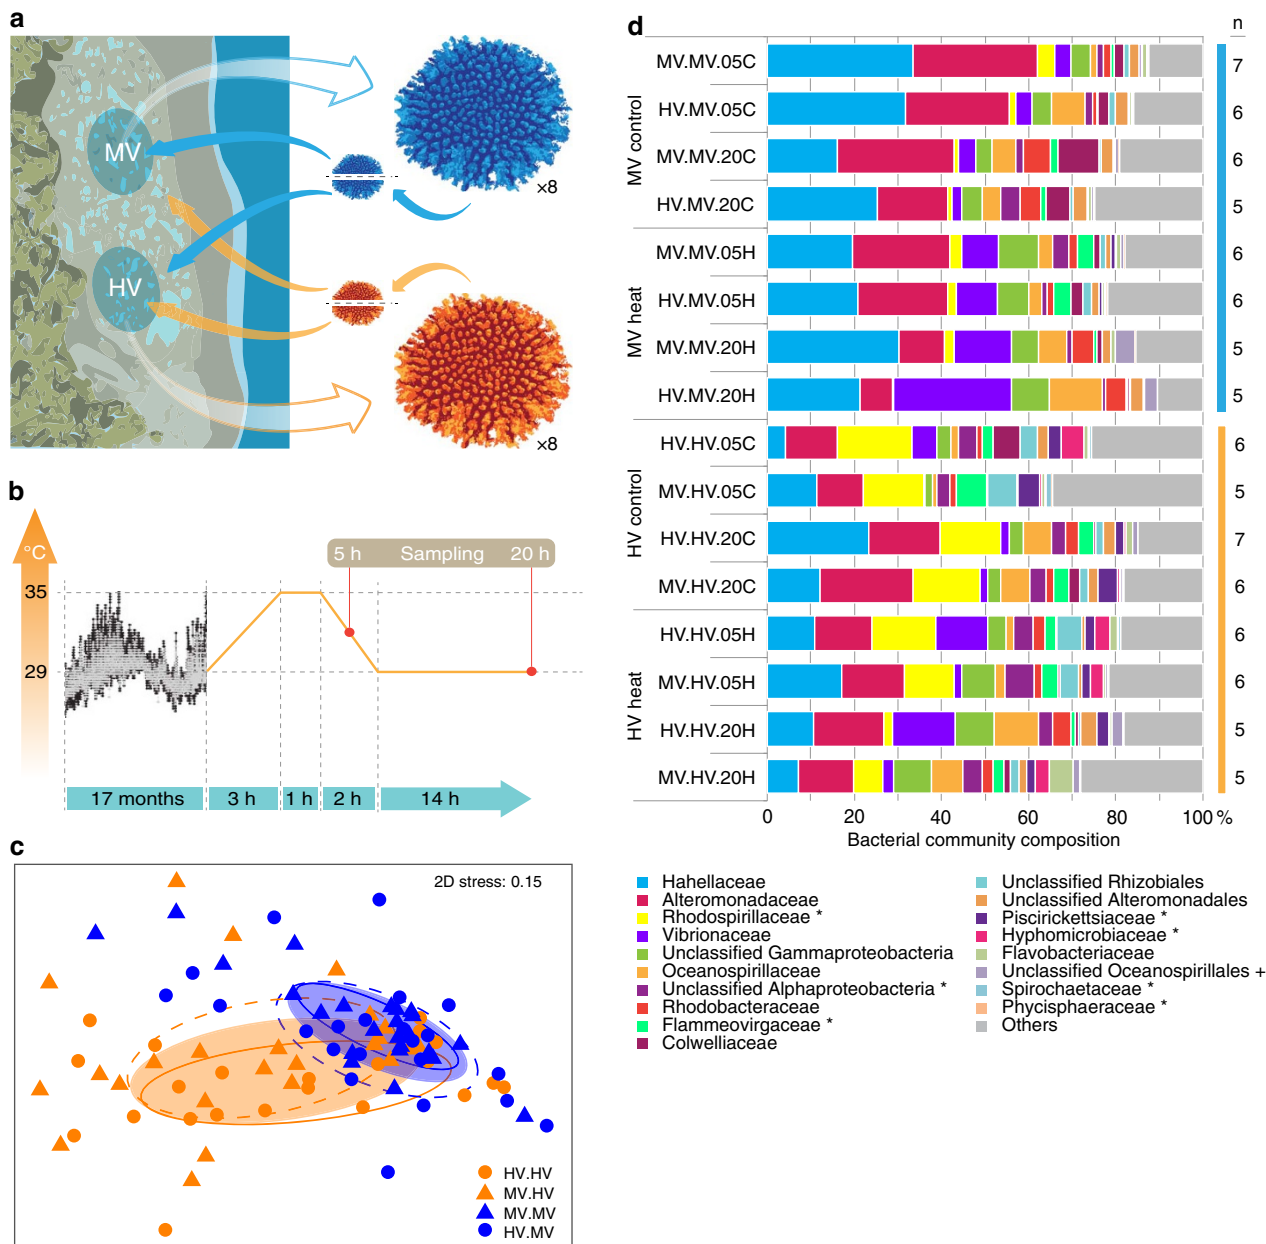 a
MV
HV
×8
×8
b
°C
35
29
5 h Sampling 20 h
17 months 3 h 1 h 2 h 14 h
c
2D stress: 0.15
HV.HV
MV.HV
MV.MV
HV.MV
d
n
MV control
MV heat
HV control
HV heat
MV.MV.05C 7
HV.MV.05C 6
MV.MV.20C 6
HV.MV.20C 5
MV.MV.05H 6
HV.MV.05H 6
MV.MV.20H 5
HV.MV.20H 5
HV.HV.05C 6
MV.HV.05C 5
HV.HV.20C 7
MV.HV.20C 6
HV.HV.05H 6
MV.HV.05H 6
HV.HV.20H 5
MV.HV.20H 5
0 20 40 60 80 100 %
Bacterial community composition
Hahellaceae
Alteromonadaceae
Rhodospirillaceae *
Vibrionaceae
Unclassified Gammaproteobacteria
Oceanospirillaceae
Unclassified Alphaproteobacteria *
Rhodobacteraceae
Flammeovirgaceae *
Colwelliaceae
Unclassified Rhizobiales
Unclassified Alteromonadales
Piscirickettsiaceae *
Hyphomicrobiaceae *
Flavobacteriaceae
Unclassified Oceanospirillales +
Spirochaetaceae *
Phycisphaeraceae *
Others